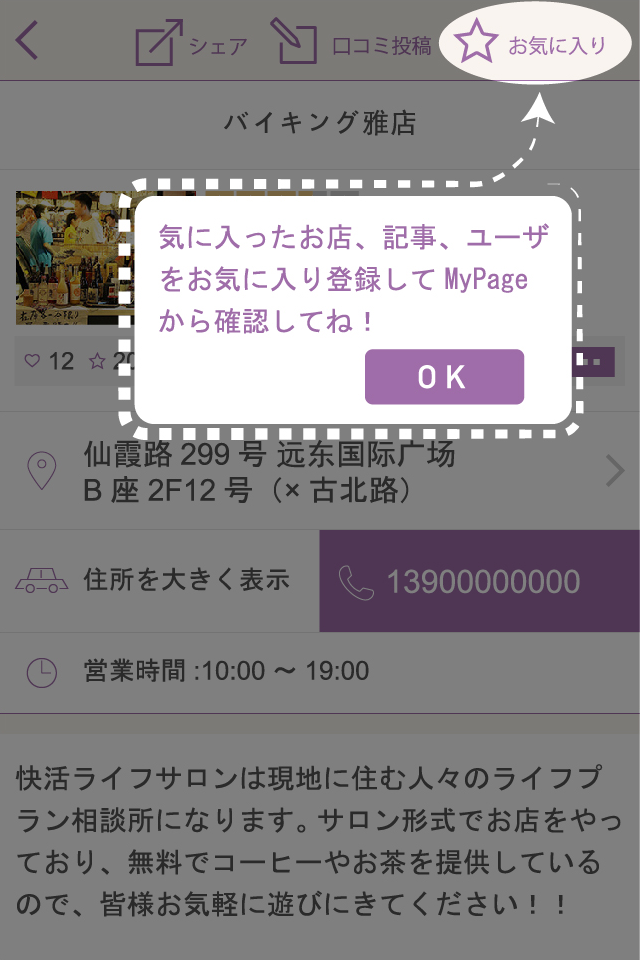 シェア 口コミ投稿 お気に入り
バイキング雅店
気に入ったお店、記事、ユーザ
をお気に入り登録して MyPage
から確認してね！
OK
12
仙霞路 299 号 远东国际广场
B 座 2F12 号（× 古北路）
住所を大きく表示
13900000000
営業時間 :10:00 〜 19:00
快活ライフサロンは現地に住む人々のライフプ
ラン相談所になります。サロン形式でお店をやっ
ており、無料でコーヒーやお茶を提供している
ので、皆様お気軽に遊びにきてください！！